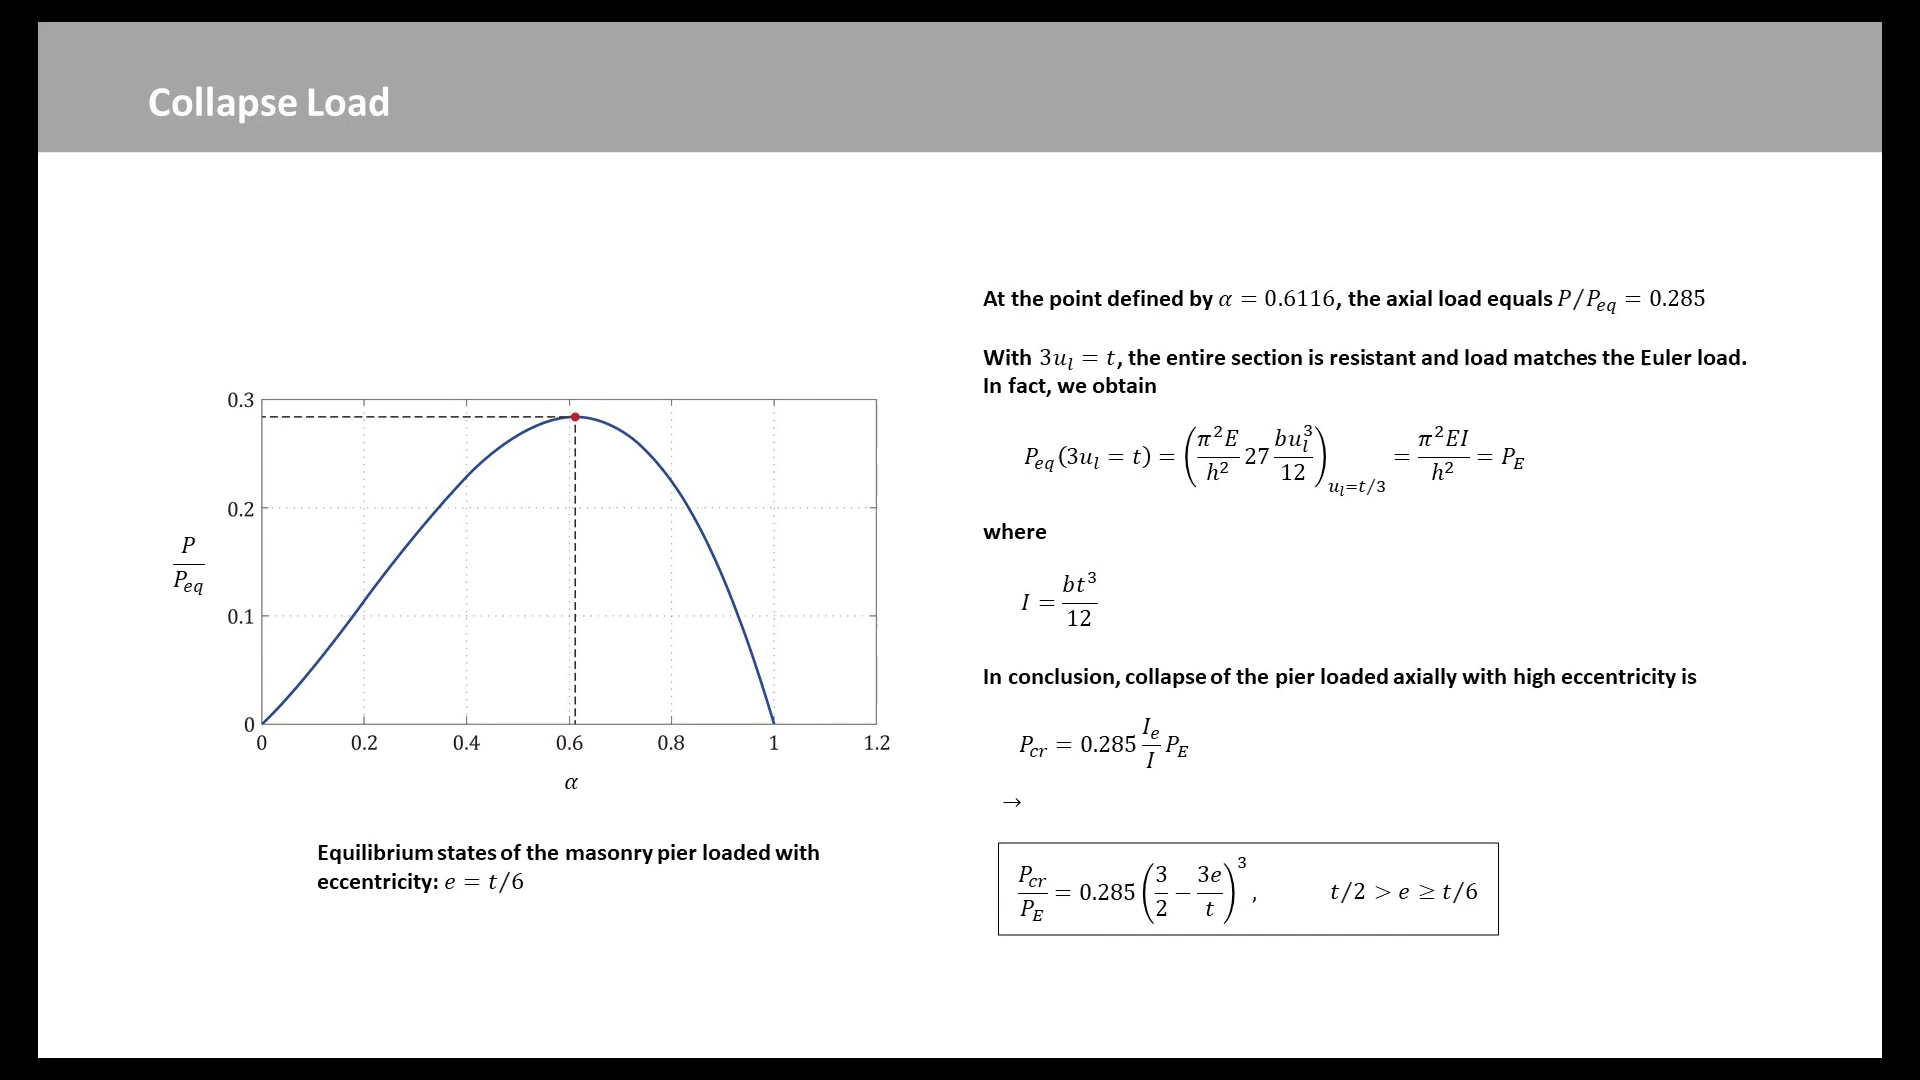 Collapse Load
0.3
0.2
0.1
0
P
P_eq
0 0.2 0.4 0.6 0.8 1 1.2
α
Equilibrium states of the masonry pier loaded with
eccentricity: e = t/6
At the point defined by α = 0.6116, the axial load equals P/P_eq = 0.285
With 3u_l = t, the entire section is resistant and load matches the Euler load.
In fact, we obtain
P_eq(3u_l = t) = (π²E/h² 27 bu_l³/12)_{u_l=t/3} = π²EI/h² = P_E
where
I = bt³/12
In conclusion, collapse of the pier loaded axially with high eccentricity is
P_cr = 0.285 I_e/I P_E
→
P_cr/P_E = 0.285 (3/2 − 3e/t)³, t/2 > e ≥ t/6